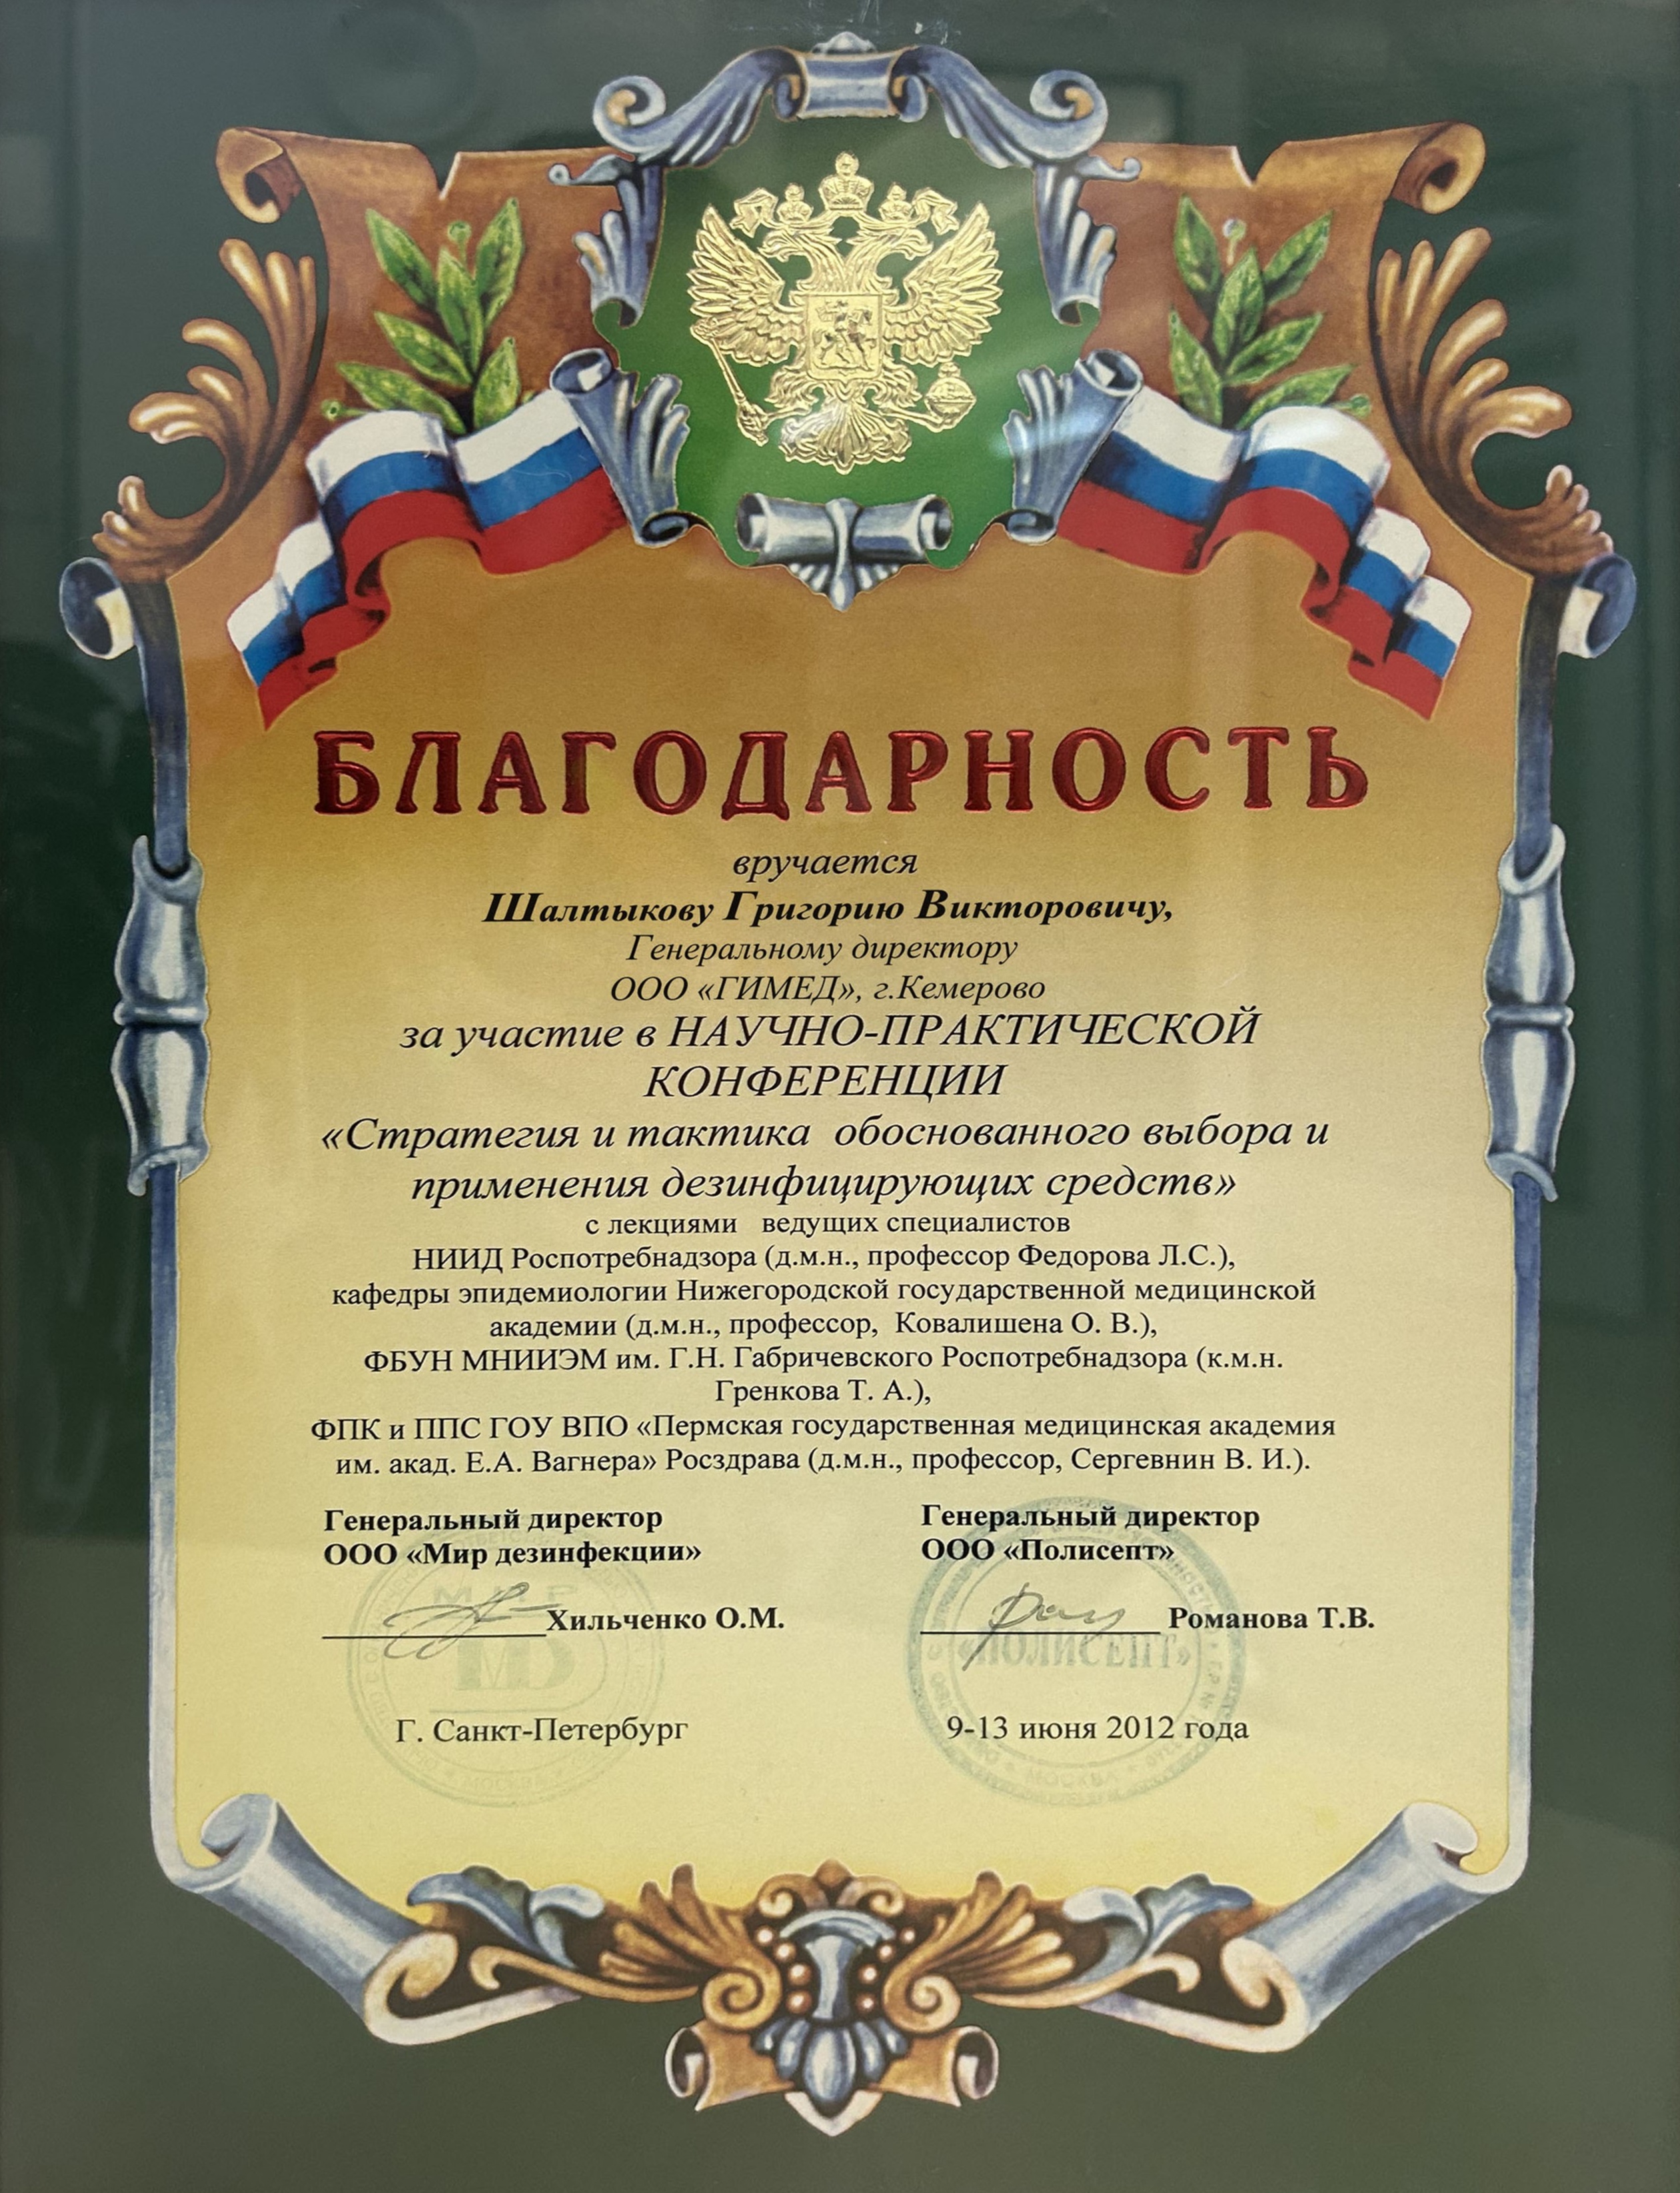 БЛАГОДАРНОСТЬ
вручается
Шалтыкову Григорию Викторовичу,
Генеральному директору
ООО «ГИМЕД», г.Кемерово
за участие в НАУЧНО-ПРАКТИЧЕСКОЙ
КОНФЕРЕНЦИИ
«Стратегия и тактика обоснованного выбора и
применения дезинфицирующих средств»
с лекциями ведущих специалистов
НИИД Роспотребнадзора (д.м.н., профессор Федорова Л.С.),
кафедры эпидемиологии Нижегородской государственной медицинской
академии (д.м.н., профессор, Ковалишена О. В.),
ФБУН МНИИЭМ им. Г.Н. Габричевского Роспотребнадзора (к.м.н.
Гренкова Т. А.),
ФПК и ППС ГОУ ВПО «Пермская государственная медицинская академия
им. акад. Е.А. Вагнера» Росздрава (д.м.н., профессор, Сергевнин В. И.).
Генеральный директор
ООО «Мир дезинфекции»
Хильченко О.М.
Г. Санкт-Петербург
Генеральный директор
ООО «Полисепт»
Романова Т.В.
9-13 июня 2012 года
МИР
МОСКВА
«ПОЛИСЕПТ»
МОСКВА